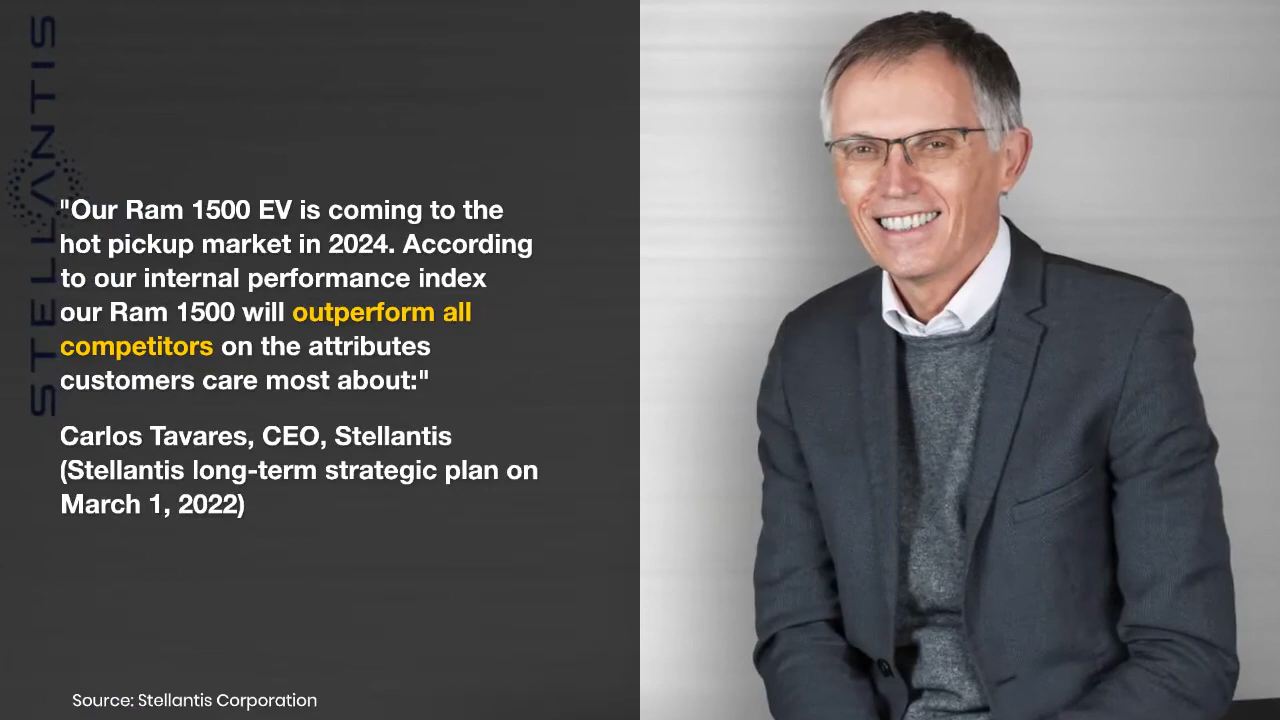 STELLANTIS
"Our Ram 1500 EV is coming to the
hot pickup market in 2024. According
to our internal performance index
our Ram 1500 will outperform all
competitors on the attributes
customers care most about:"
Carlos Tavares, CEO, Stellantis
(Stellantis long-term strategic plan on
March 1, 2022)
Source: Stellantis Corporation